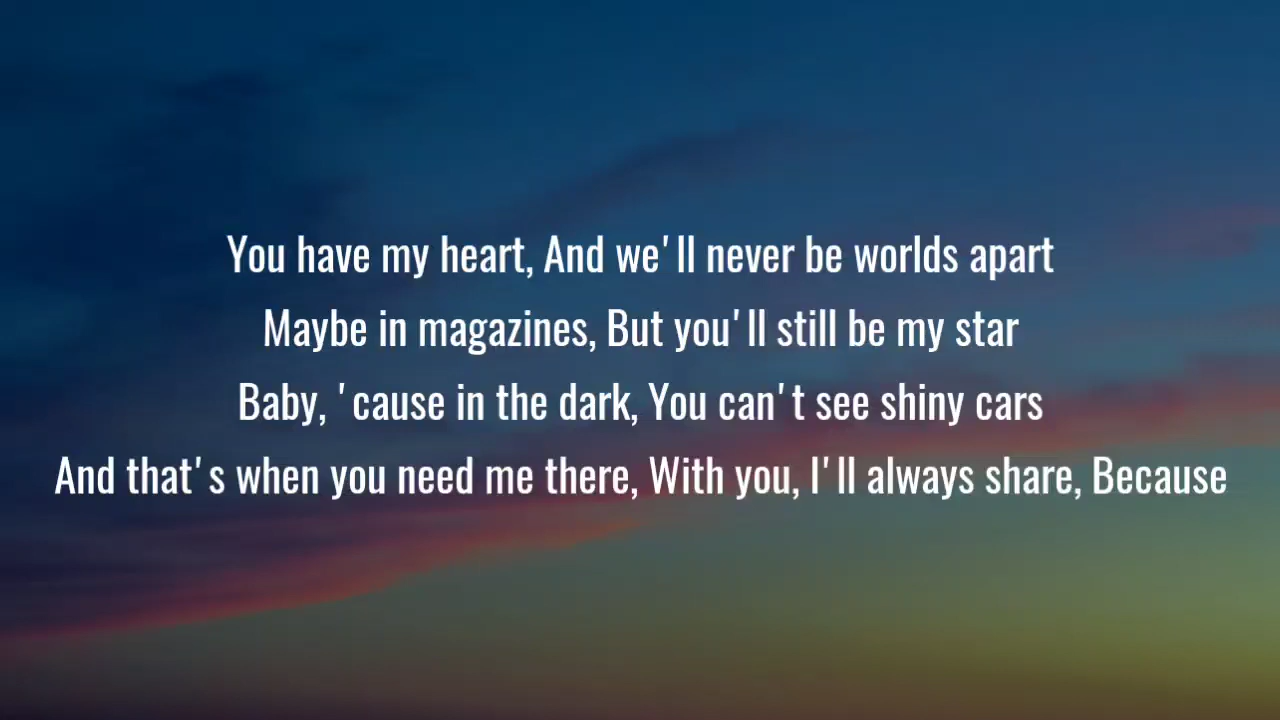 You have my heart, And we'll never be worlds apart
Maybe in magazines, But you'll still be my star
Baby, 'cause in the dark, You can't see shiny cars
And that's when you need me there, With you, I'll always share, Because